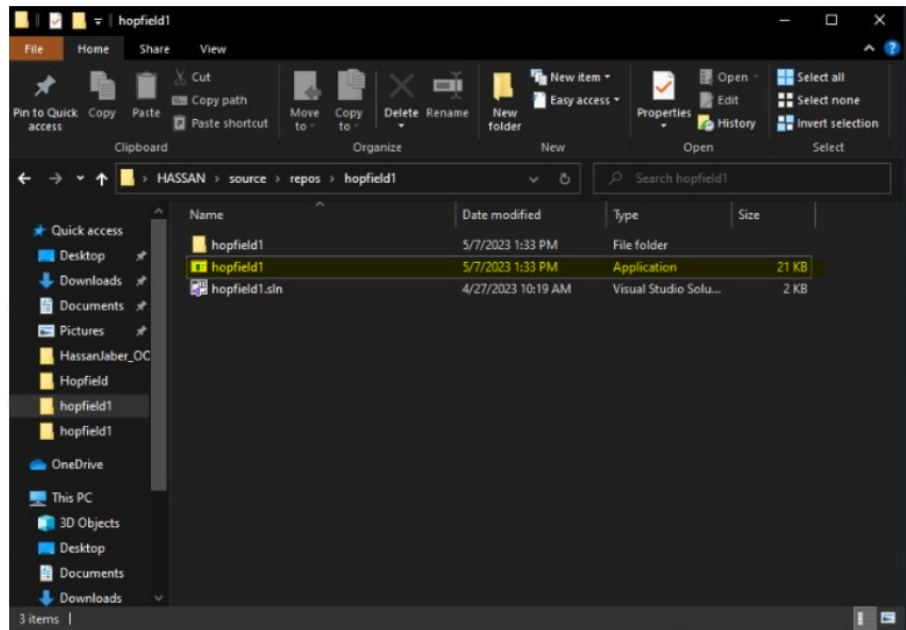 hopfield1
File Home Share View
Pin to Quick access
Copy
Paste
Cut
Copy path
Paste shortcut
Clipboard
Move to
Copy to
Delete
Rename
Organize
New folder
New item
Easy access
New
Properties
Open
Edit
History
Open
Select all
Select none
Invert selection
Select
HASSAN › source › repos › hopfield1
Search hopfield1
Quick access
Desktop
Downloads
Documents
Pictures
HassanJaber_OC
Hopfield
hopfield1
hopfield1
OneDrive
This PC
3D Objects
Desktop
Documents
Downloads
Name Date modified Type Size
hopfield1 5/7/2023 1:33 PM File folder
hopfield1 5/7/2023 1:33 PM Application 21 KB
hopfield1.sln 4/27/2023 10:19 AM Visual Studio Solu... 2 KB
3 items